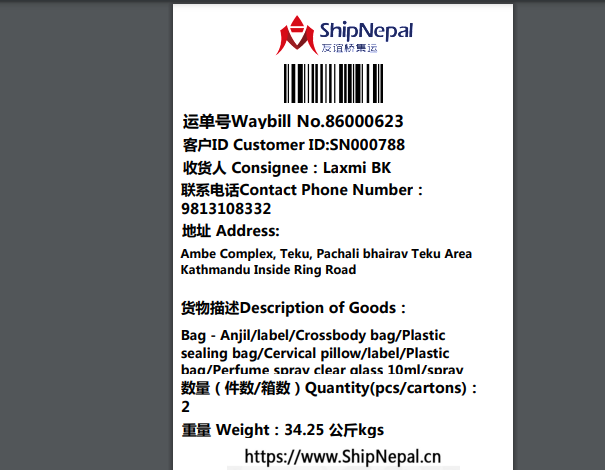 ShipNepal
友谊桥集运
运单号Waybill No.86000623
客户ID Customer ID:SN000788
收货人 Consignee：Laxmi BK
联系电话Contact Phone Number：
9813108332
地址 Address:
Ambe Complex, Teku, Pachali bhairav Teku Area
Kathmandu Inside Ring Road
货物描述Description of Goods：
Bag - Anjil/label/Crossbody bag/Plastic
sealing bag/Cervical pillow/label/Plastic
bag/Perfume spray clear glass 10ml/spray
数量（件数/箱数）Quantity(pcs/cartons)：
2
重量 Weight：34.25 公斤kgs
https://www.ShipNepal.cn